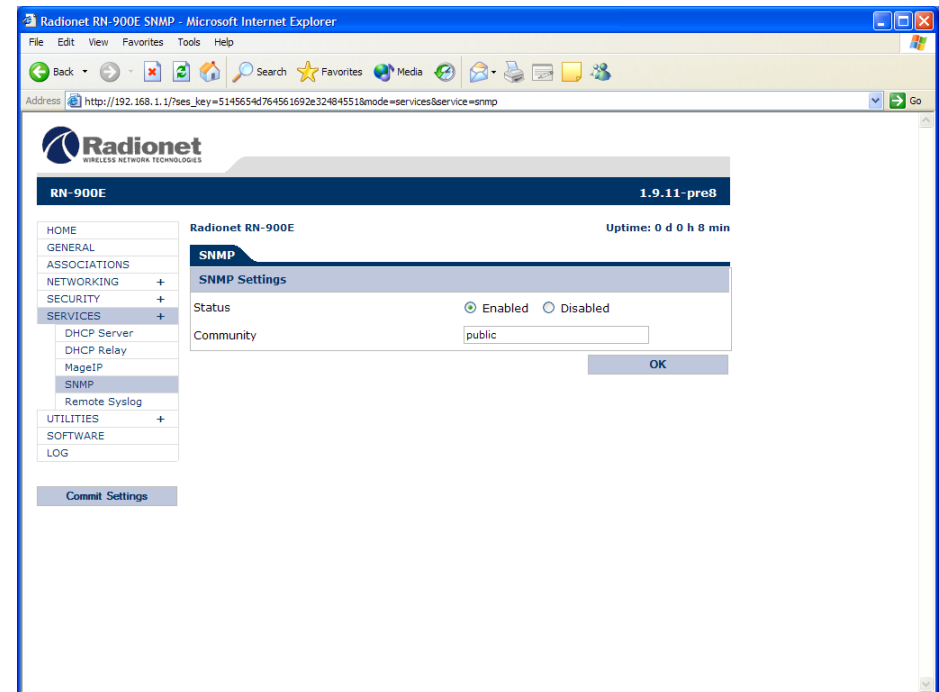 Radionet RN-900E SNMP - Microsoft Internet Explorer
File Edit View Favorites Tools Help
Back Search Favorites Media
Address http://192.168.1.1/?ses_key=5145654d764561692e32484551&mode=services&service=snmp Go
Radionet
WIRELESS NETWORK TECHNOLOGIES
RN-900E 1.9.11-pre8
HOME
GENERAL
ASSOCIATIONS
NETWORKING +
SECURITY +
SERVICES +
DHCP Server
DHCP Relay
MageIP
SNMP
Remote Syslog
UTILITIES +
SOFTWARE
LOG
Commit Settings
Radionet RN-900E Uptime: 0 d 0 h 8 min
SNMP
SNMP Settings
Status Enabled Disabled
Community public
OK